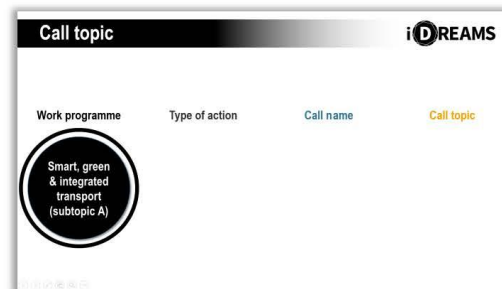 Call topic
iDREAMS
Work programme
Type of action
Call name
Call topic
Smart, green
& integrated
transport
(subtopic A)